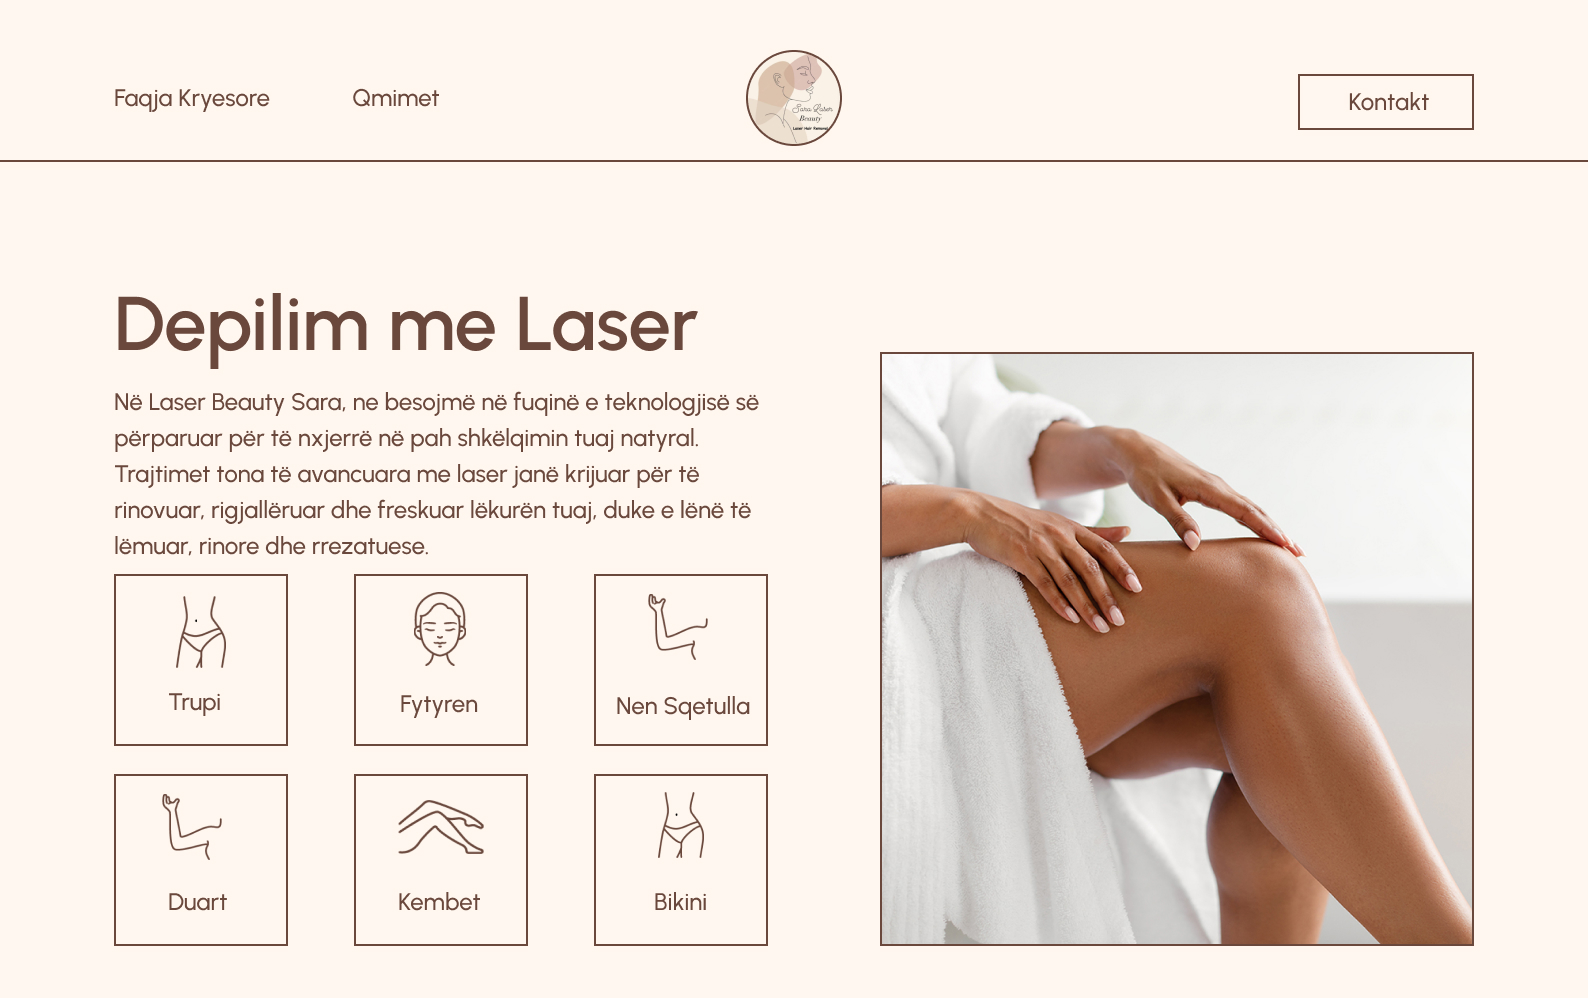 Faqja Kryesore
Qmimet
Sara Laser
Beauty
Laser Hair Removal
Kontakt
Depilim me Laser
Në Laser Beauty Sara, ne besojmë në fuqinë e teknologjisë së
përparuar për të nxjerrë në pah shkëlqimin tuaj natyral.
Trajtimet tona të avancuara me laser janë krijuar për të
rinovuar, rigjallëruar dhe freskuar lëkurën tuaj, duke e lënë të
lëmuar, rinore dhe rrezatuese.
Trupi
Fytyren
Nen Sqetulla
Duart
Kembet
Bikini